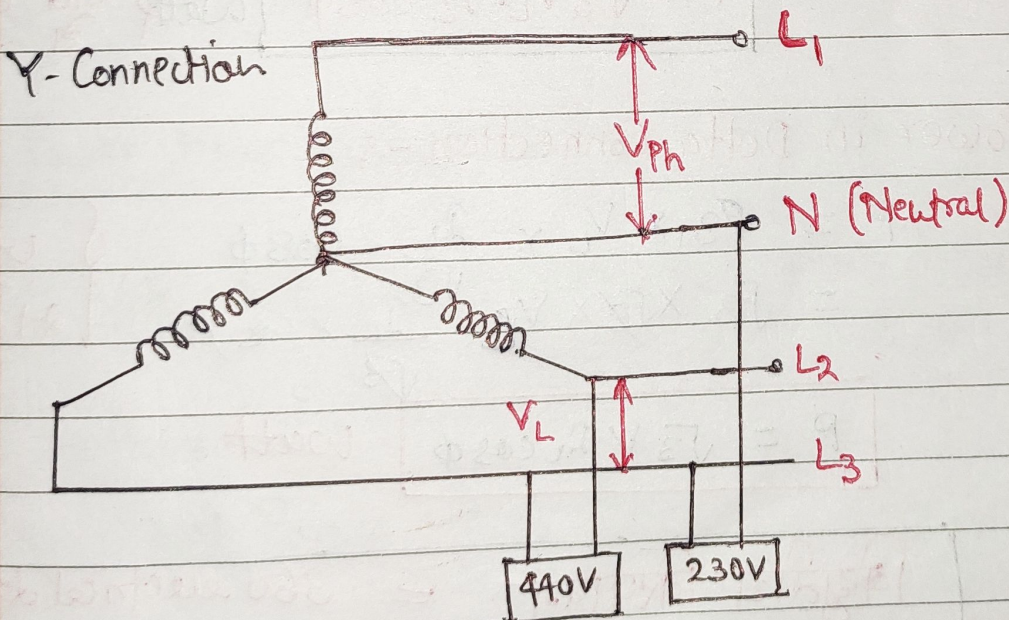 Y-Connection
L1
VPh
N (Neutral)
L2
VL
L3
440V
230V